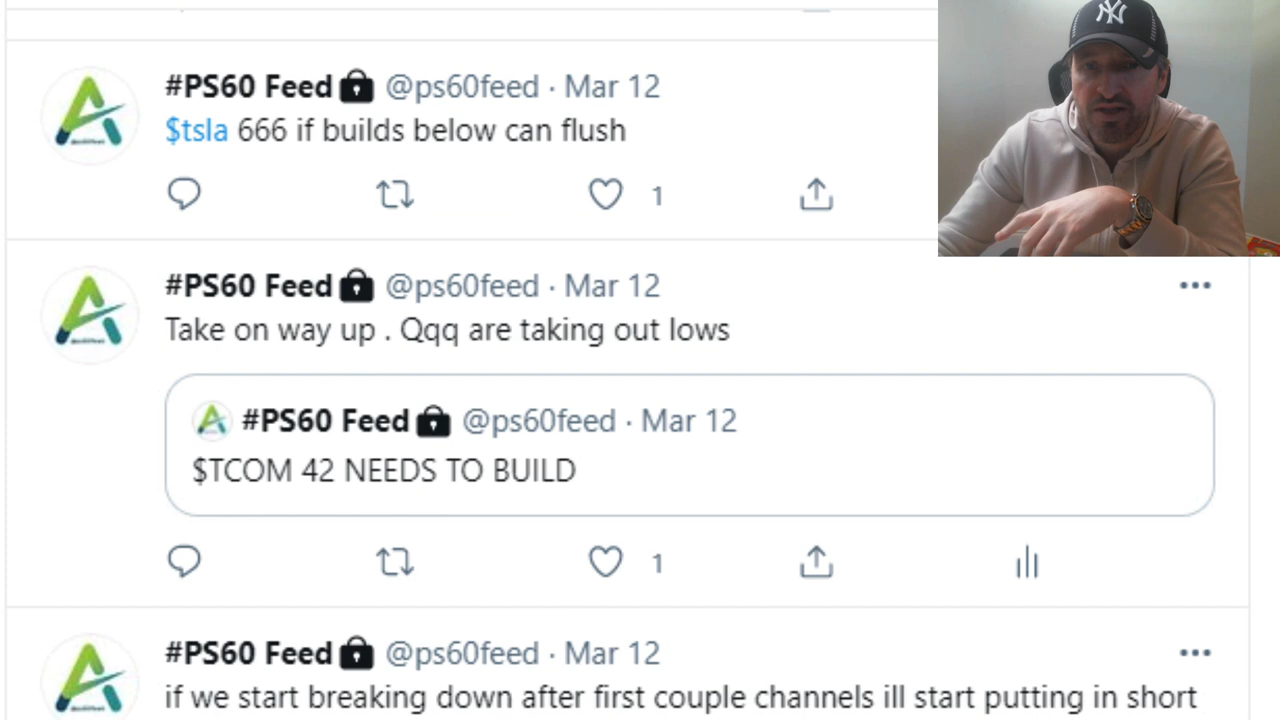 #PS60 Feed @ps60feed · Mar 12
$tsla 666 if builds below can flush
1
#PS60 Feed @ps60feed · Mar 12
Take on way up . Qqq are taking out lows
#PS60 Feed @ps60feed · Mar 12
$TCOM 42 NEEDS TO BUILD
1
#PS60 Feed @ps60feed · Mar 12
if we start breaking down after first couple channels ill start putting in short